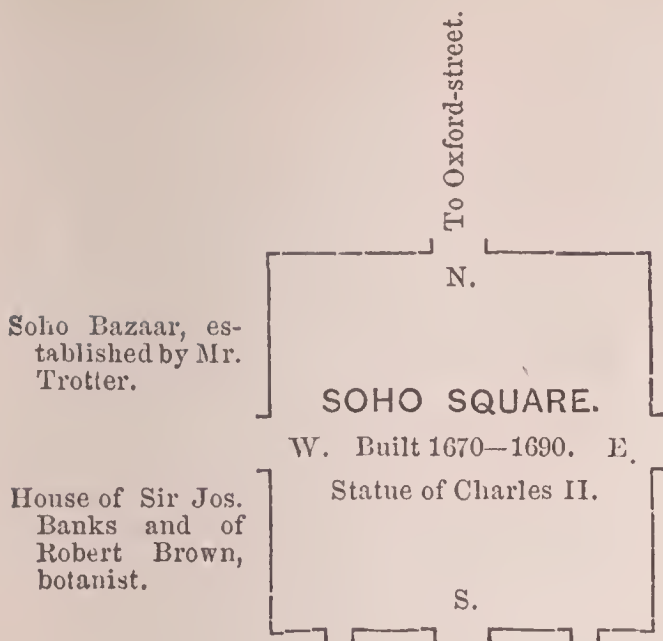 To Oxford-street.
N.
Soho Bazaar, es-
tablished by Mr.
Trotter.
SOHO SQUARE.
W. Built 1670—1690. E.
Statue of Charles II.
House of Sir Jos.
Banks and of
Robert Brown,
botanist.
S.